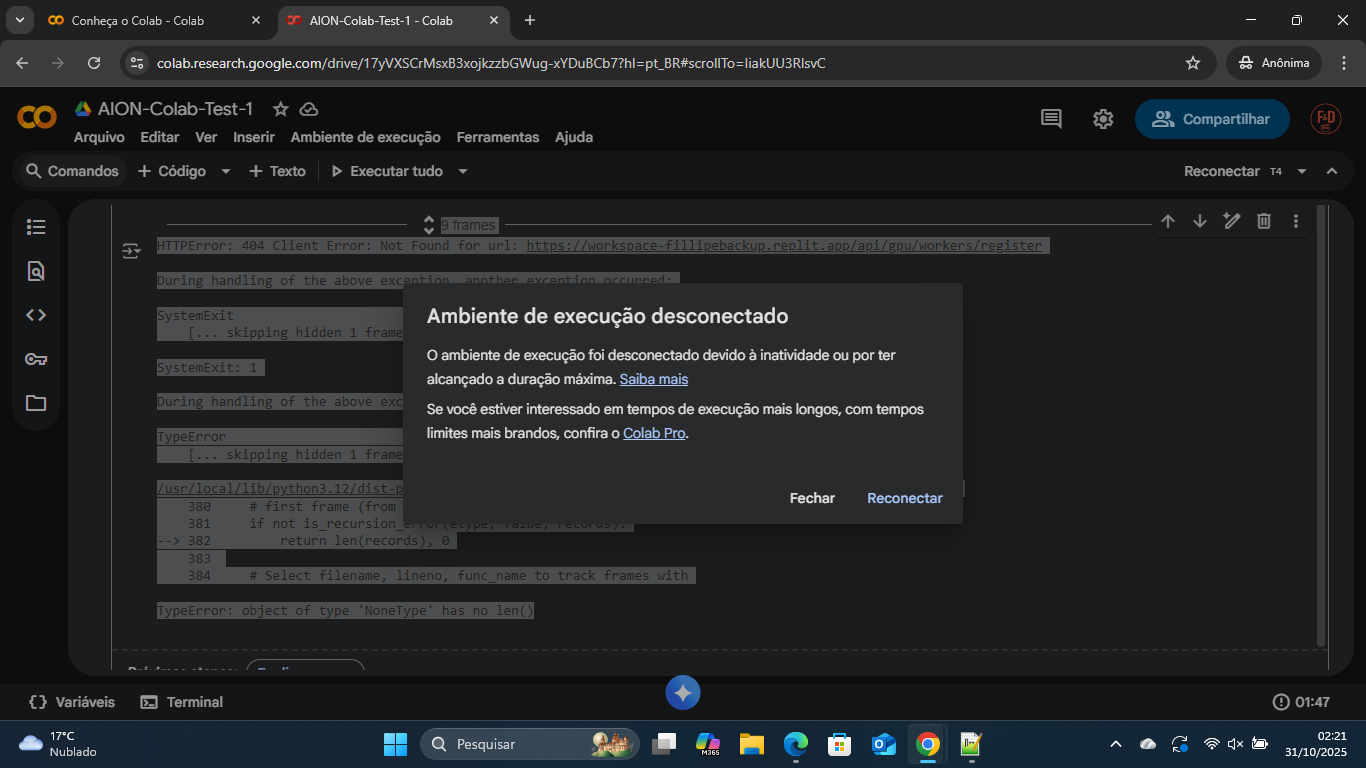 Conheça o Colab - Colab
AION-Colab-Test-1 - Colab
colab.research.google.com/drive/17yVXSCrMsxB3xojkzzbGWug-xYDuBCb7?hl=pt_BR#scrollTo=IiakUU3RlsvC
Anônima
AION-Colab-Test-1
Arquivo Editar Ver Inserir Ambiente de execução Ferramentas Ajuda
Compartilhar
F&D
Comandos + Código + Texto Executar tudo
Reconectar T4
9 frames
HTTPError: 404 Client Error: Not Found for url: https://workspace-fillipebackup.replit.app/api/gpu/workers/register
During handling of the above exception, another exception occurred:
SystemExit
[... skipping hidden 1 frame
SystemExit: 1
During handling of the above exc
TypeError
[... skipping hidden 1 frame
/usr/local/lib/python3.12/dist-p
380 # first frame (from
381 if not is_recursion_error(etype, value, records):
--> 382 return len(records), 0
383
384 # Select filename, lineno, func_name to track frames with
TypeError: object of type 'NoneType' has no len()
Ambiente de execução desconectado
O ambiente de execução foi desconectado devido à inatividade ou por ter
alcançado a duração máxima. Saiba mais
Se você estiver interessado em tempos de execução mais longos, com tempos
limites mais brandos, confira o Colab Pro.
Fechar Reconectar
Variáveis Terminal
01:47
17°C
Nublado
Pesquisar
M365
02:21
31/10/2025